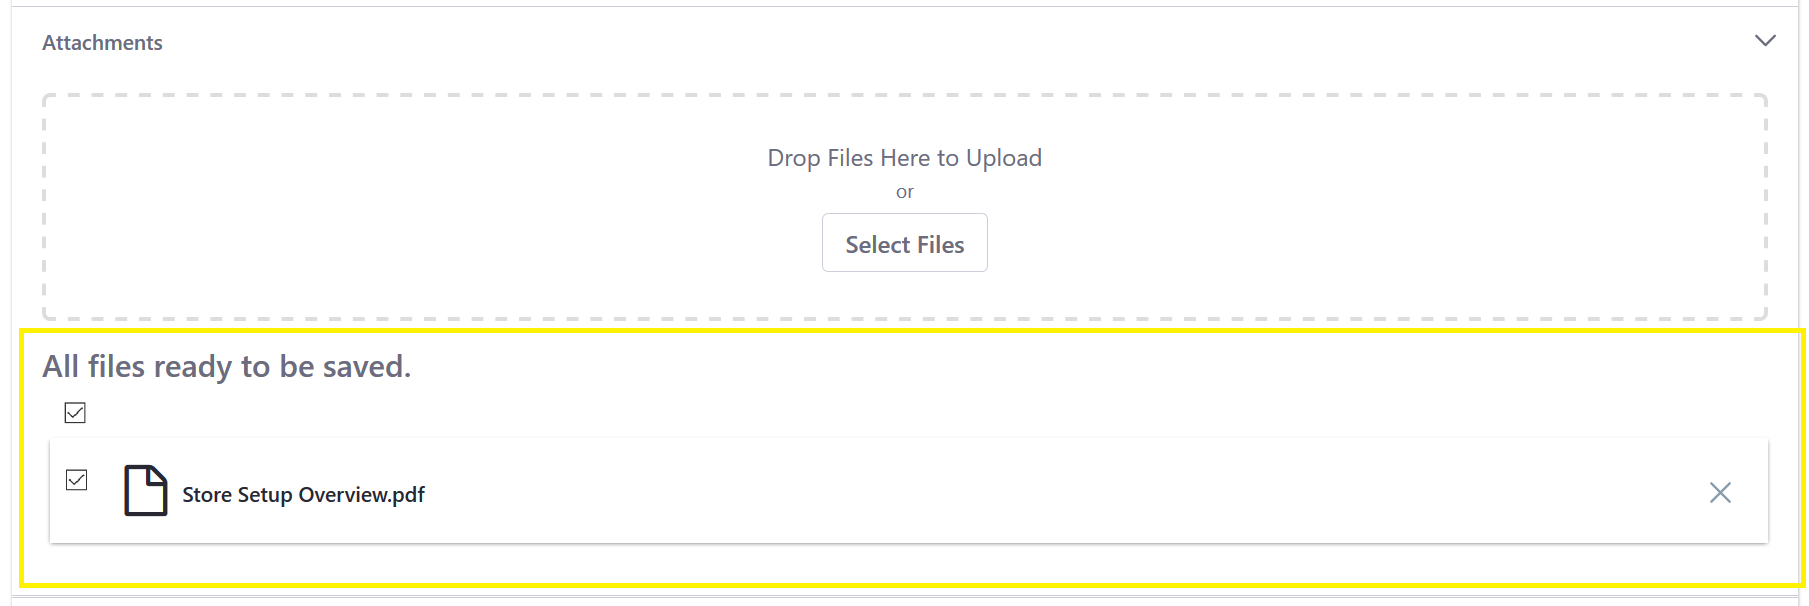 Attachments
Drop Files Here to Upload
or
Select Files
All files ready to be saved.
Store Setup Overview.pdf